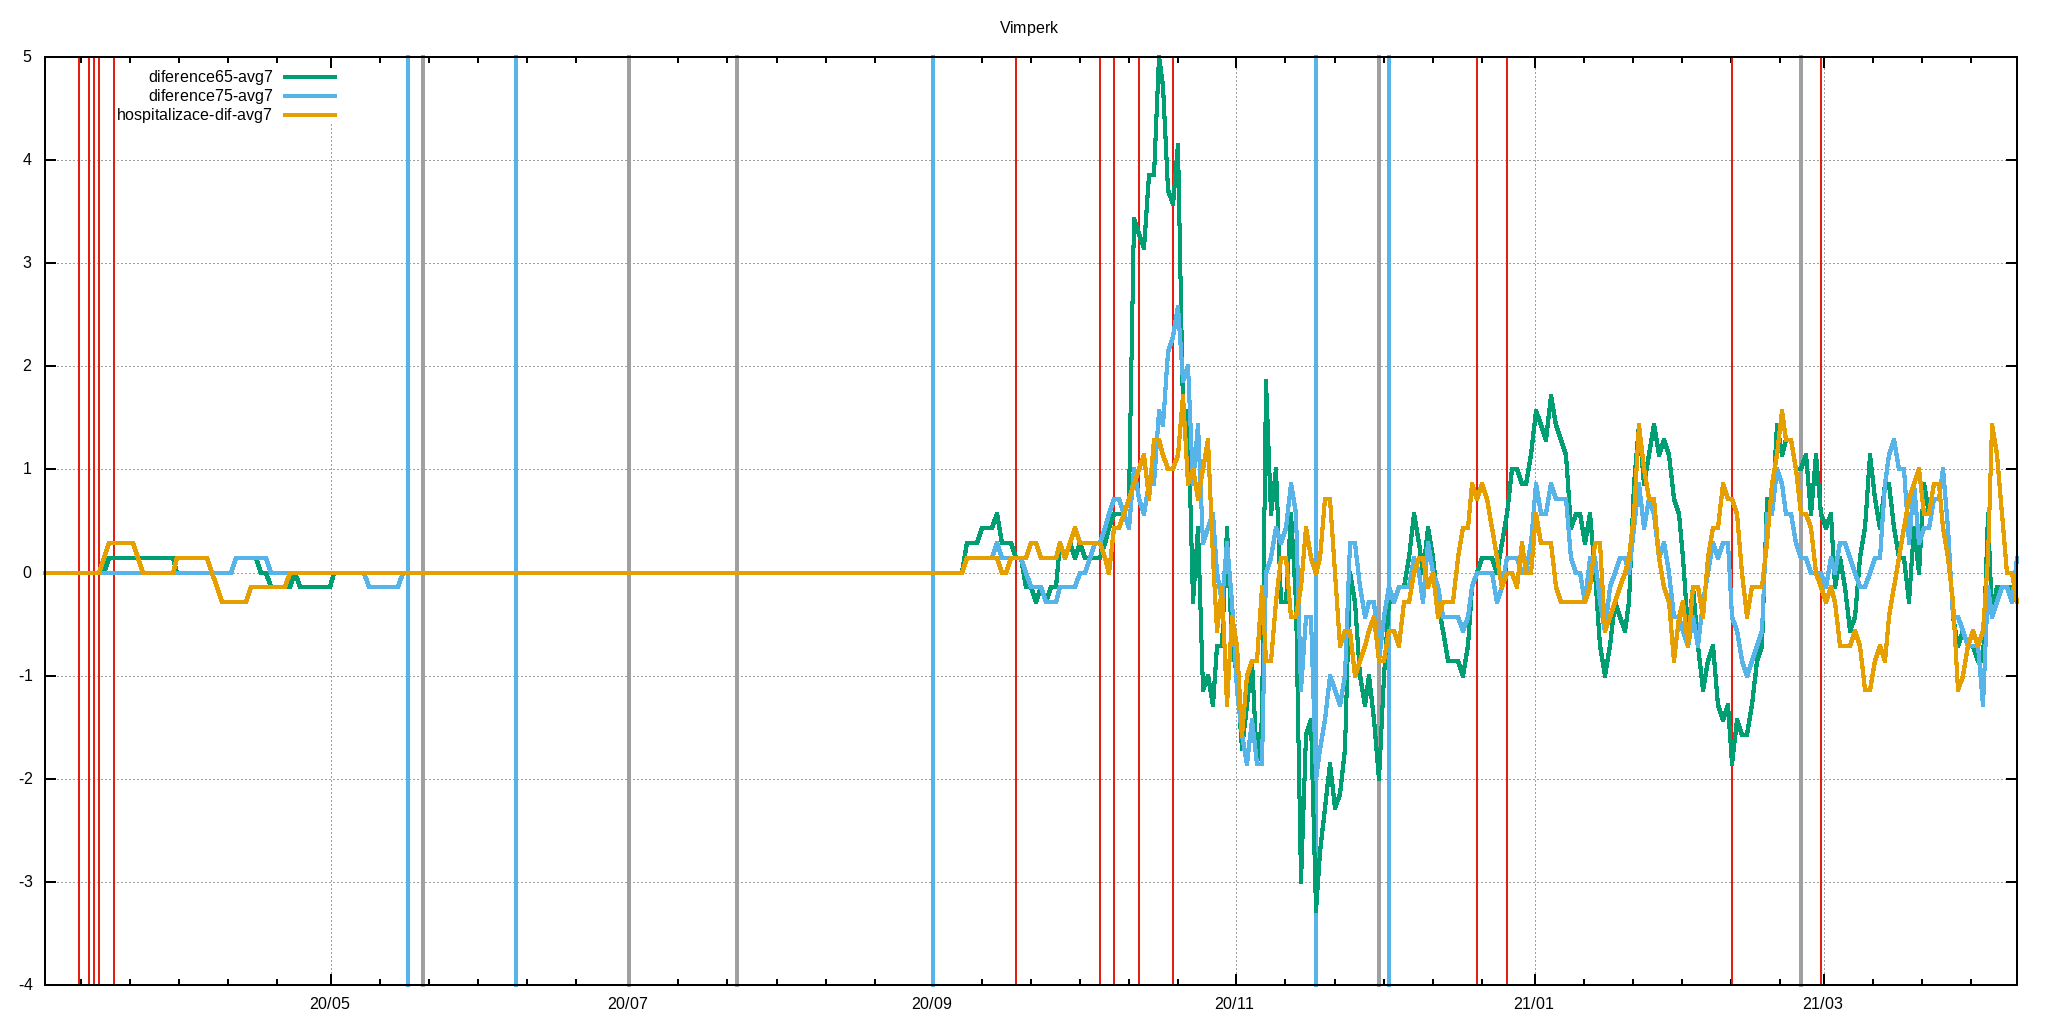 Vimperk
diference65-avg7
diference75-avg7
hospitalizace-dif-avg7
5
4
3
2
1
0
-1
-2
-3
-4
20/05 20/07 20/09 20/11 21/01 21/03